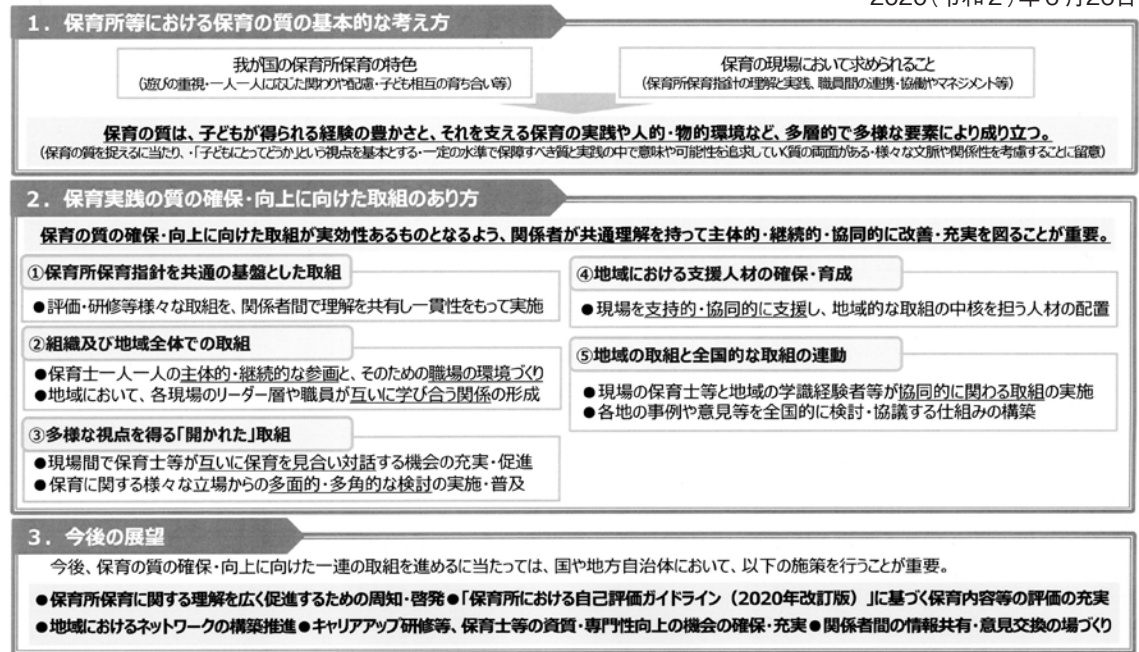 1．保育所等における保育の質の基本的な考え方
我が国の保育所保育の特色
（遊びの重視・一人一人に応じた関わりや配慮・子ども相互の育ち合い等）
保育の現場において求められること
（保育所保育指針の理解と実践、職員間の連携・協働やマネジメント等）
保育の質は、子どもが得られる経験の豊かさと、それを支える保育の実践や人的・物的環境など、多層的で多様な要素により成り立つ。
（保育の質を捉えるに当たり、・「子どもにとってどうか」という視点を基本とする・一定の水準で保障すべき質と実践の中で意味や可能性を追求していく質の両面がある・様々な文脈や関係性を考慮することに留意）
2．保育実践の質の確保・向上に向けた取組のあり方
保育の質の確保・向上に向けた取組が実効性あるものとなるよう、関係者が共通理解を持って主体的・継続的・協同的に改善・充実を図ることが重要。
①保育所保育指針を共通の基盤とした取組
●評価・研修等様々な取組を、関係者間で理解を共有し一貫性をもって実施
②組織及び地域全体での取組
●保育士一人一人の主体的・継続的な参画と、そのための職場の環境づくり
●地域において、各現場のリーダー層や職員が互いに学び合う関係の形成
③多様な視点を得る「開かれた」取組
●現場間で保育士等が互いに保育を見合い対話する機会の充実・促進
●保育に関する様々な立場からの多面的・多角的な検討の実施・普及
④地域における支援人材の確保・育成
●現場を支持的・協同的に支援し、地域的な取組の中核を担う人材の配置
⑤地域の取組と全国的な取組の連動
●現場の保育士等と地域の学識経験者等が協同的に関わる取組の実施
●各地の事例や意見等を全国的に検討・協議する仕組みの構築
3．今後の展望
今後、保育の質の確保・向上に向けた一連の取組を進めるに当たっては、国や地方自治体において、以下の施策を行うことが重要。
●保育所保育に関する理解を広く促進するための周知・啓発●「保育所における自己評価ガイドライン（2020年改訂版）」に基づく保育内容等の評価の充実
●地域におけるネットワークの構築推進●キャリアアップ研修等、保育士等の資質・専門性向上の機会の確保・充実●関係者間の情報共有・意見交換の場づくり